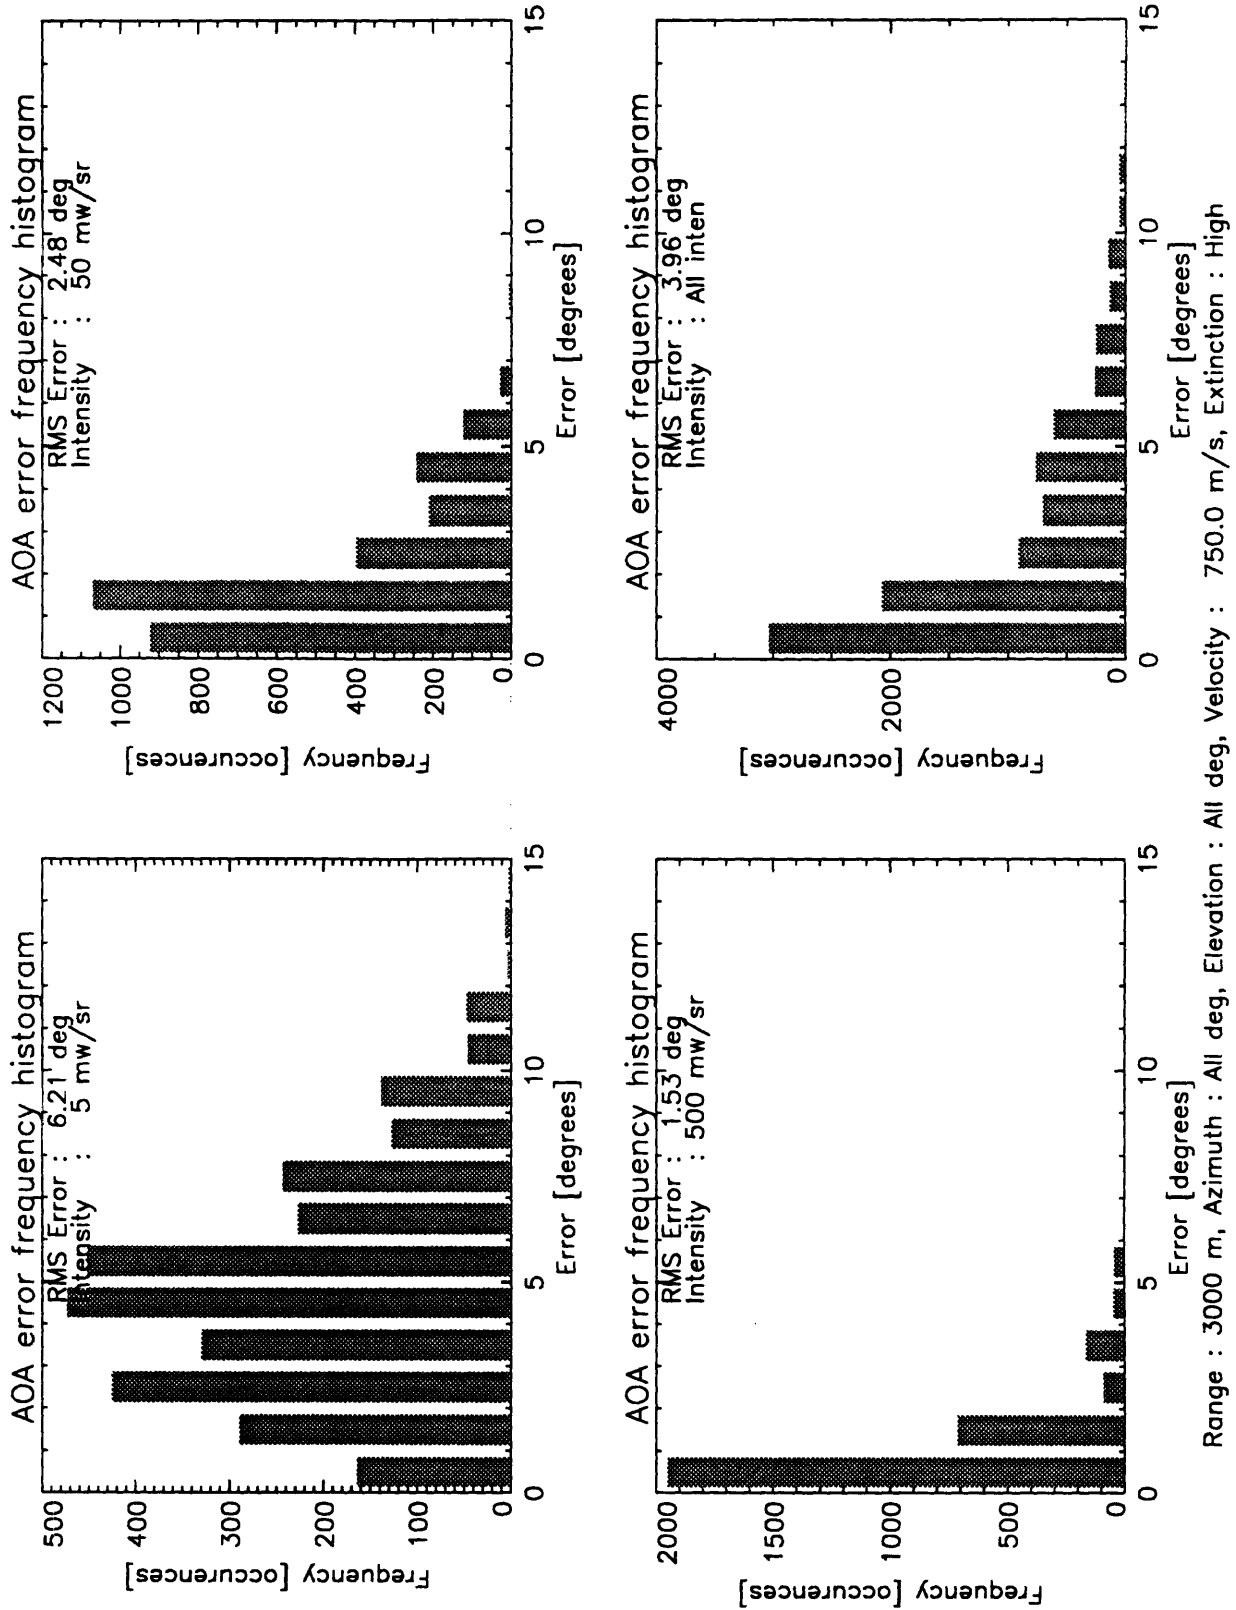 AOA error frequency histogram
RMS Error : 6.21 deg
Intensity : 5 mw/sr
500
400
300
200
100
0
Frequency [occurences]
0
5
10
15
Error [degrees]
AOA error frequency histogram
RMS Error : 2.48 deg
Intensity : 50 mw/sr
1200
1000
800
600
400
200
0
Frequency [occurences]
0
5
10
15
Error [degrees]
AOA error frequency histogram
RMS Error : 1.53 deg
Intensity : 500 mw/sr
2000
1500
1000
500
0
Frequency [occurences]
0
5
10
15
Error [degrees]
AOA error frequency histogram
RMS Error : 3.96 deg
Intensity : All inten
4000
2000
0
Frequency [occurences]
0
5
10
15
Error [degrees]
Range : 3000 m, Azimuth : All deg, Elevation : All deg, Velocity : 750.0 m/s, Extinction : High